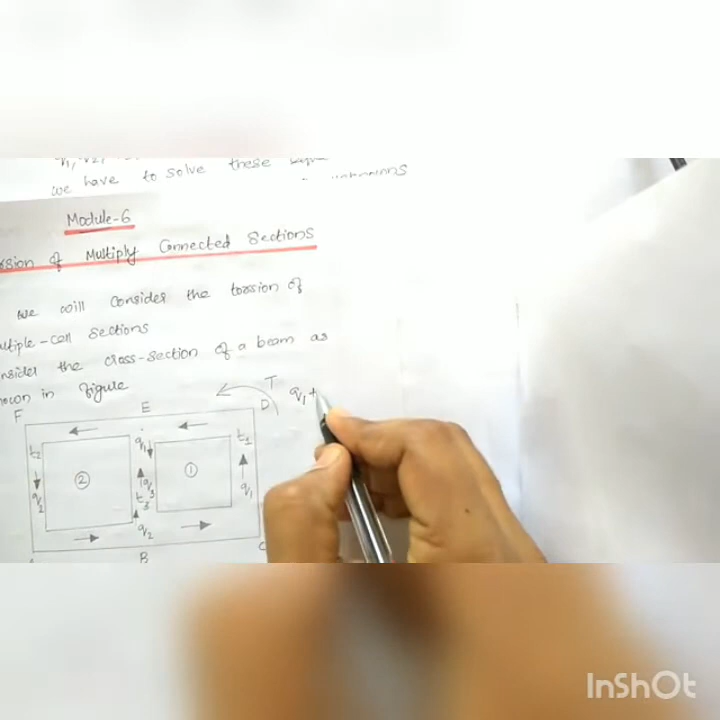 we have to solve these
Module-6
of Multiply Connected Sections
we will consider the torsion of
cell sections
the cross-section of a beam as
in figure
T
F E D q1 +
t2 q1 t1
② ①
q2 q3 q1
t3
q2
B C
InShOt